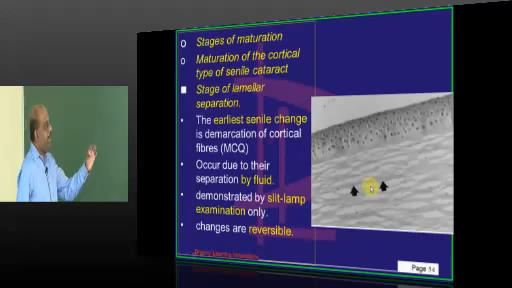 Stages of maturation
Maturation of the cortical
type of senile cataract
Stage of lamellar
separation.
The earliest senile change
is demarcation of cortical
fibres (MCQ)
Occur due to their
separation by fluid.
demonstrated by slit-lamp
examination only.
changes are reversible.
Page 34